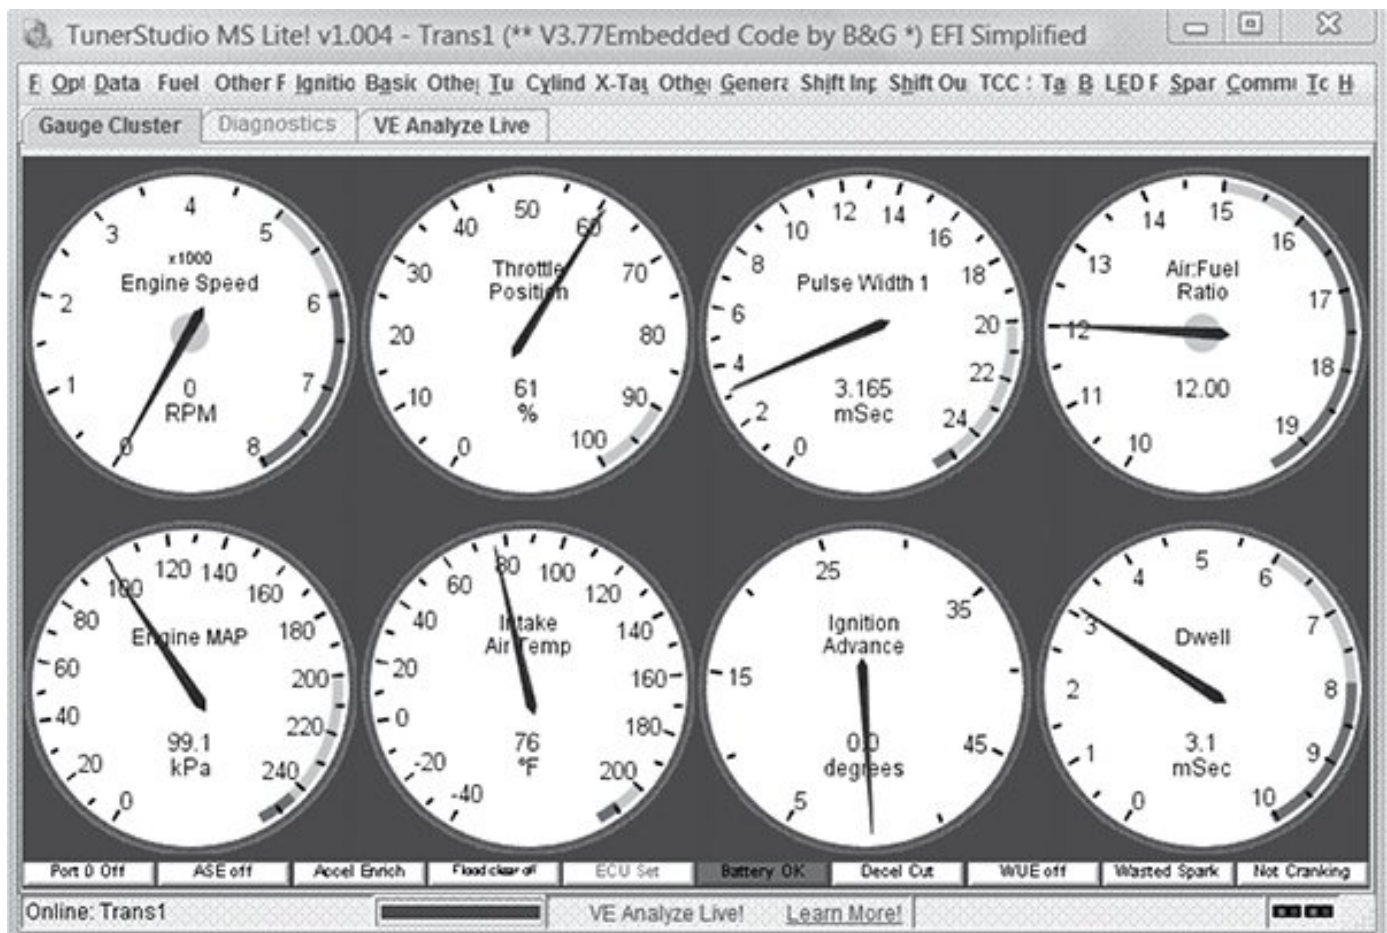 TunerStudio MS Lite! v1.004 - Trans1 (** V3.77Embedded Code by B&G *) EFI Simplified
F Opt Data Fuel Other F Ignitio Basic Other Tu Cylind X-Tau Other Genera Shift Inp Shift Ou TCC Ta B LED F Spar Comm Tc H
Gauge Cluster Diagnostics VE Analyze Live
0 1 2 3 4 5 6 7 8
x1000
Engine Speed
0
RPM
0 10 20 30 40 50 60 70 80 90 100
Throttle
Position
61
%
0 2 4 6 8 10 12 14 16 18 20 22 24
Pulse Width 1
3.165
mSec
10 11 12 13 14 15 16 17 18 19
Air:Fuel
Ratio
12.00
0 20 40 60 80 100 120 140 160 180 200 220 240
Engine MAP
99.1
kPa
-40 -20 0 20 40 60 80 100 120 140 160 180 200
Intake
Air Temp
76
°F
5 15 25 35 45
Ignition
Advance
0.0
degrees
0 1 2 3 4 5 6 7 8 9 10
Dwell
3.1
mSec
Port 0 Off ASE off Accel Enrich Flood clear off ECU Set Battery OK Decel Cut WUE off Wasted Spark Not Cranking
Online: Trans1 VE Analyze Live! Learn More!